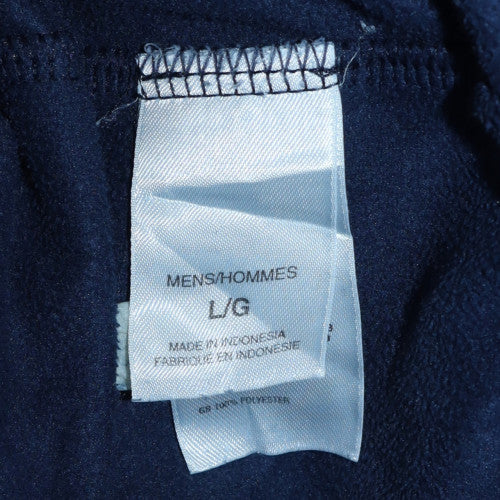 MENS/HOMMES
L/G
MADE IN INDONESIA
FABRIQUE EN INDONESIE
100% POLYESTER